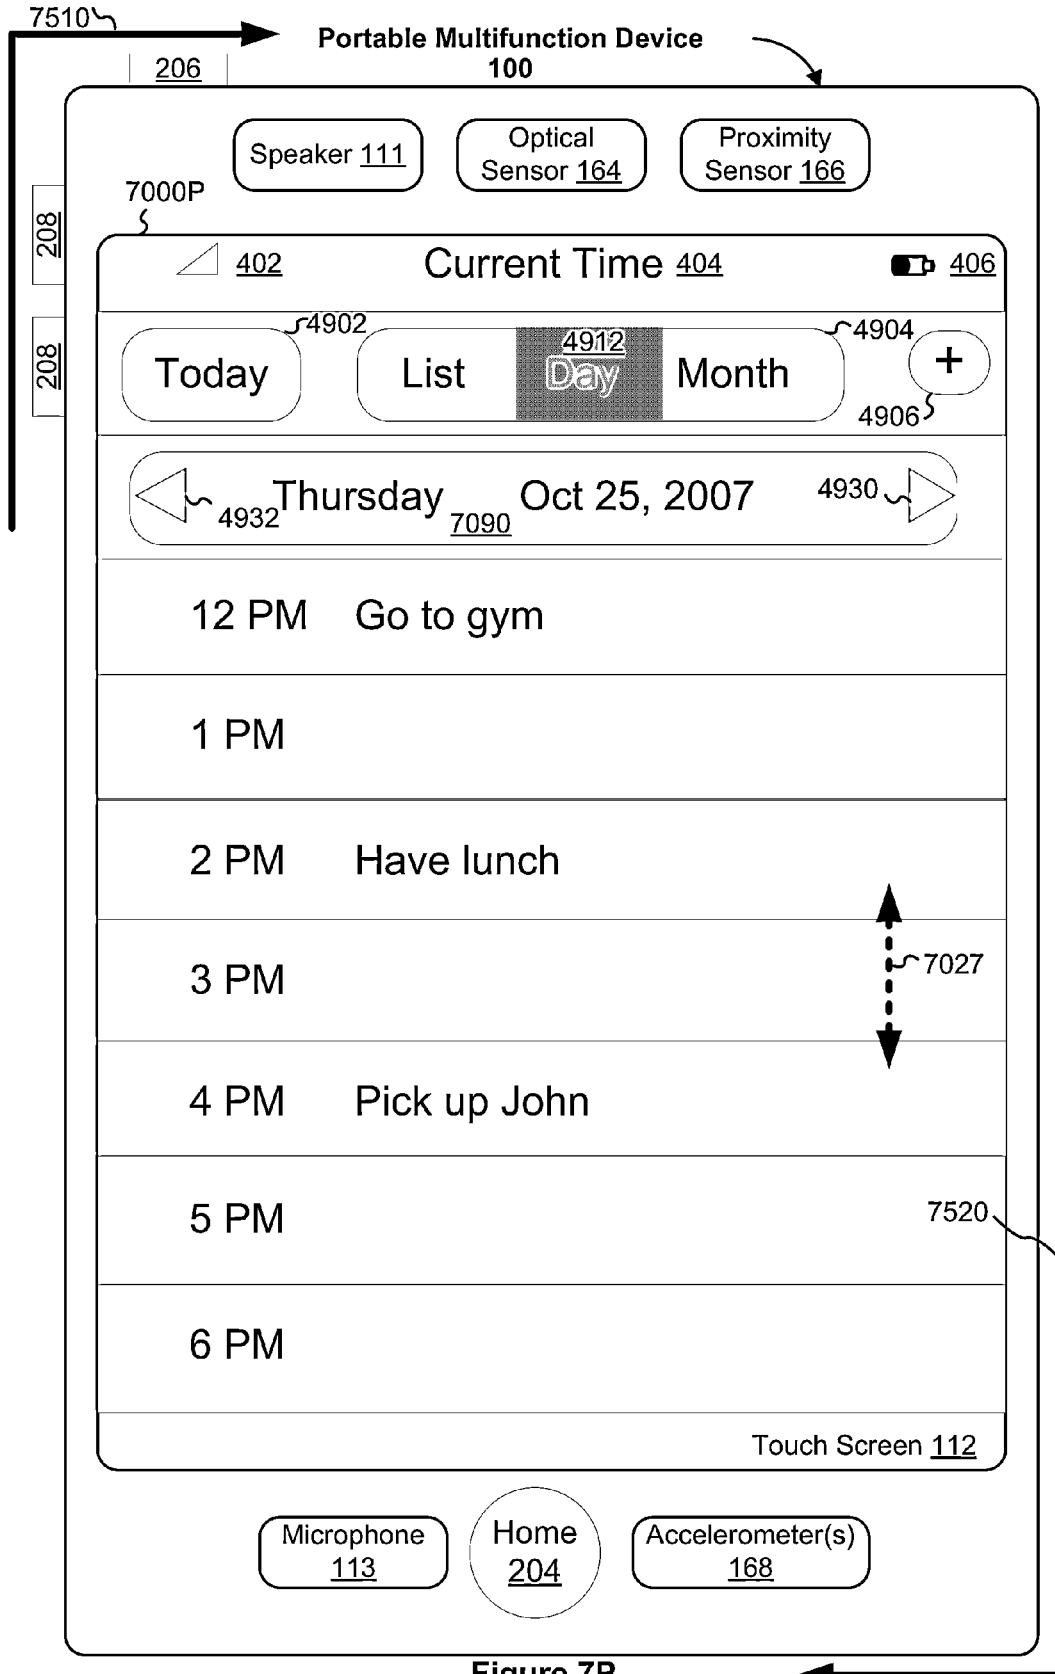 7510
Portable Multifunction Device
100
206
Speaker 111
Optical
Sensor 164
Proximity
Sensor 166
7000P
208
208
402
Current Time 404
406
4902
4904
4906
Today
List
4912
Day
Month
+
4932
Thursday
7090
Oct 25, 2007
4930
12 PM Go to gym
1 PM
2 PM Have lunch
3 PM
7027
4 PM Pick up John
5 PM
7520
6 PM
Touch Screen 112
Microphone
113
Home
204
Accelerometer(s)
168
Figure